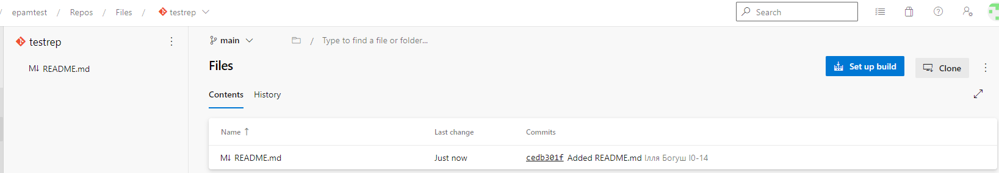 / epamtest / Repos / Files / testrep
Search
testrep
README.md
main
/ Type to find a file or folder...
Files
Set up build
Clone
Contents History
Name ↑ Last change Commits
M↓ README.md Just now cedb301f Added README.md Ілля Богуш ІО-14